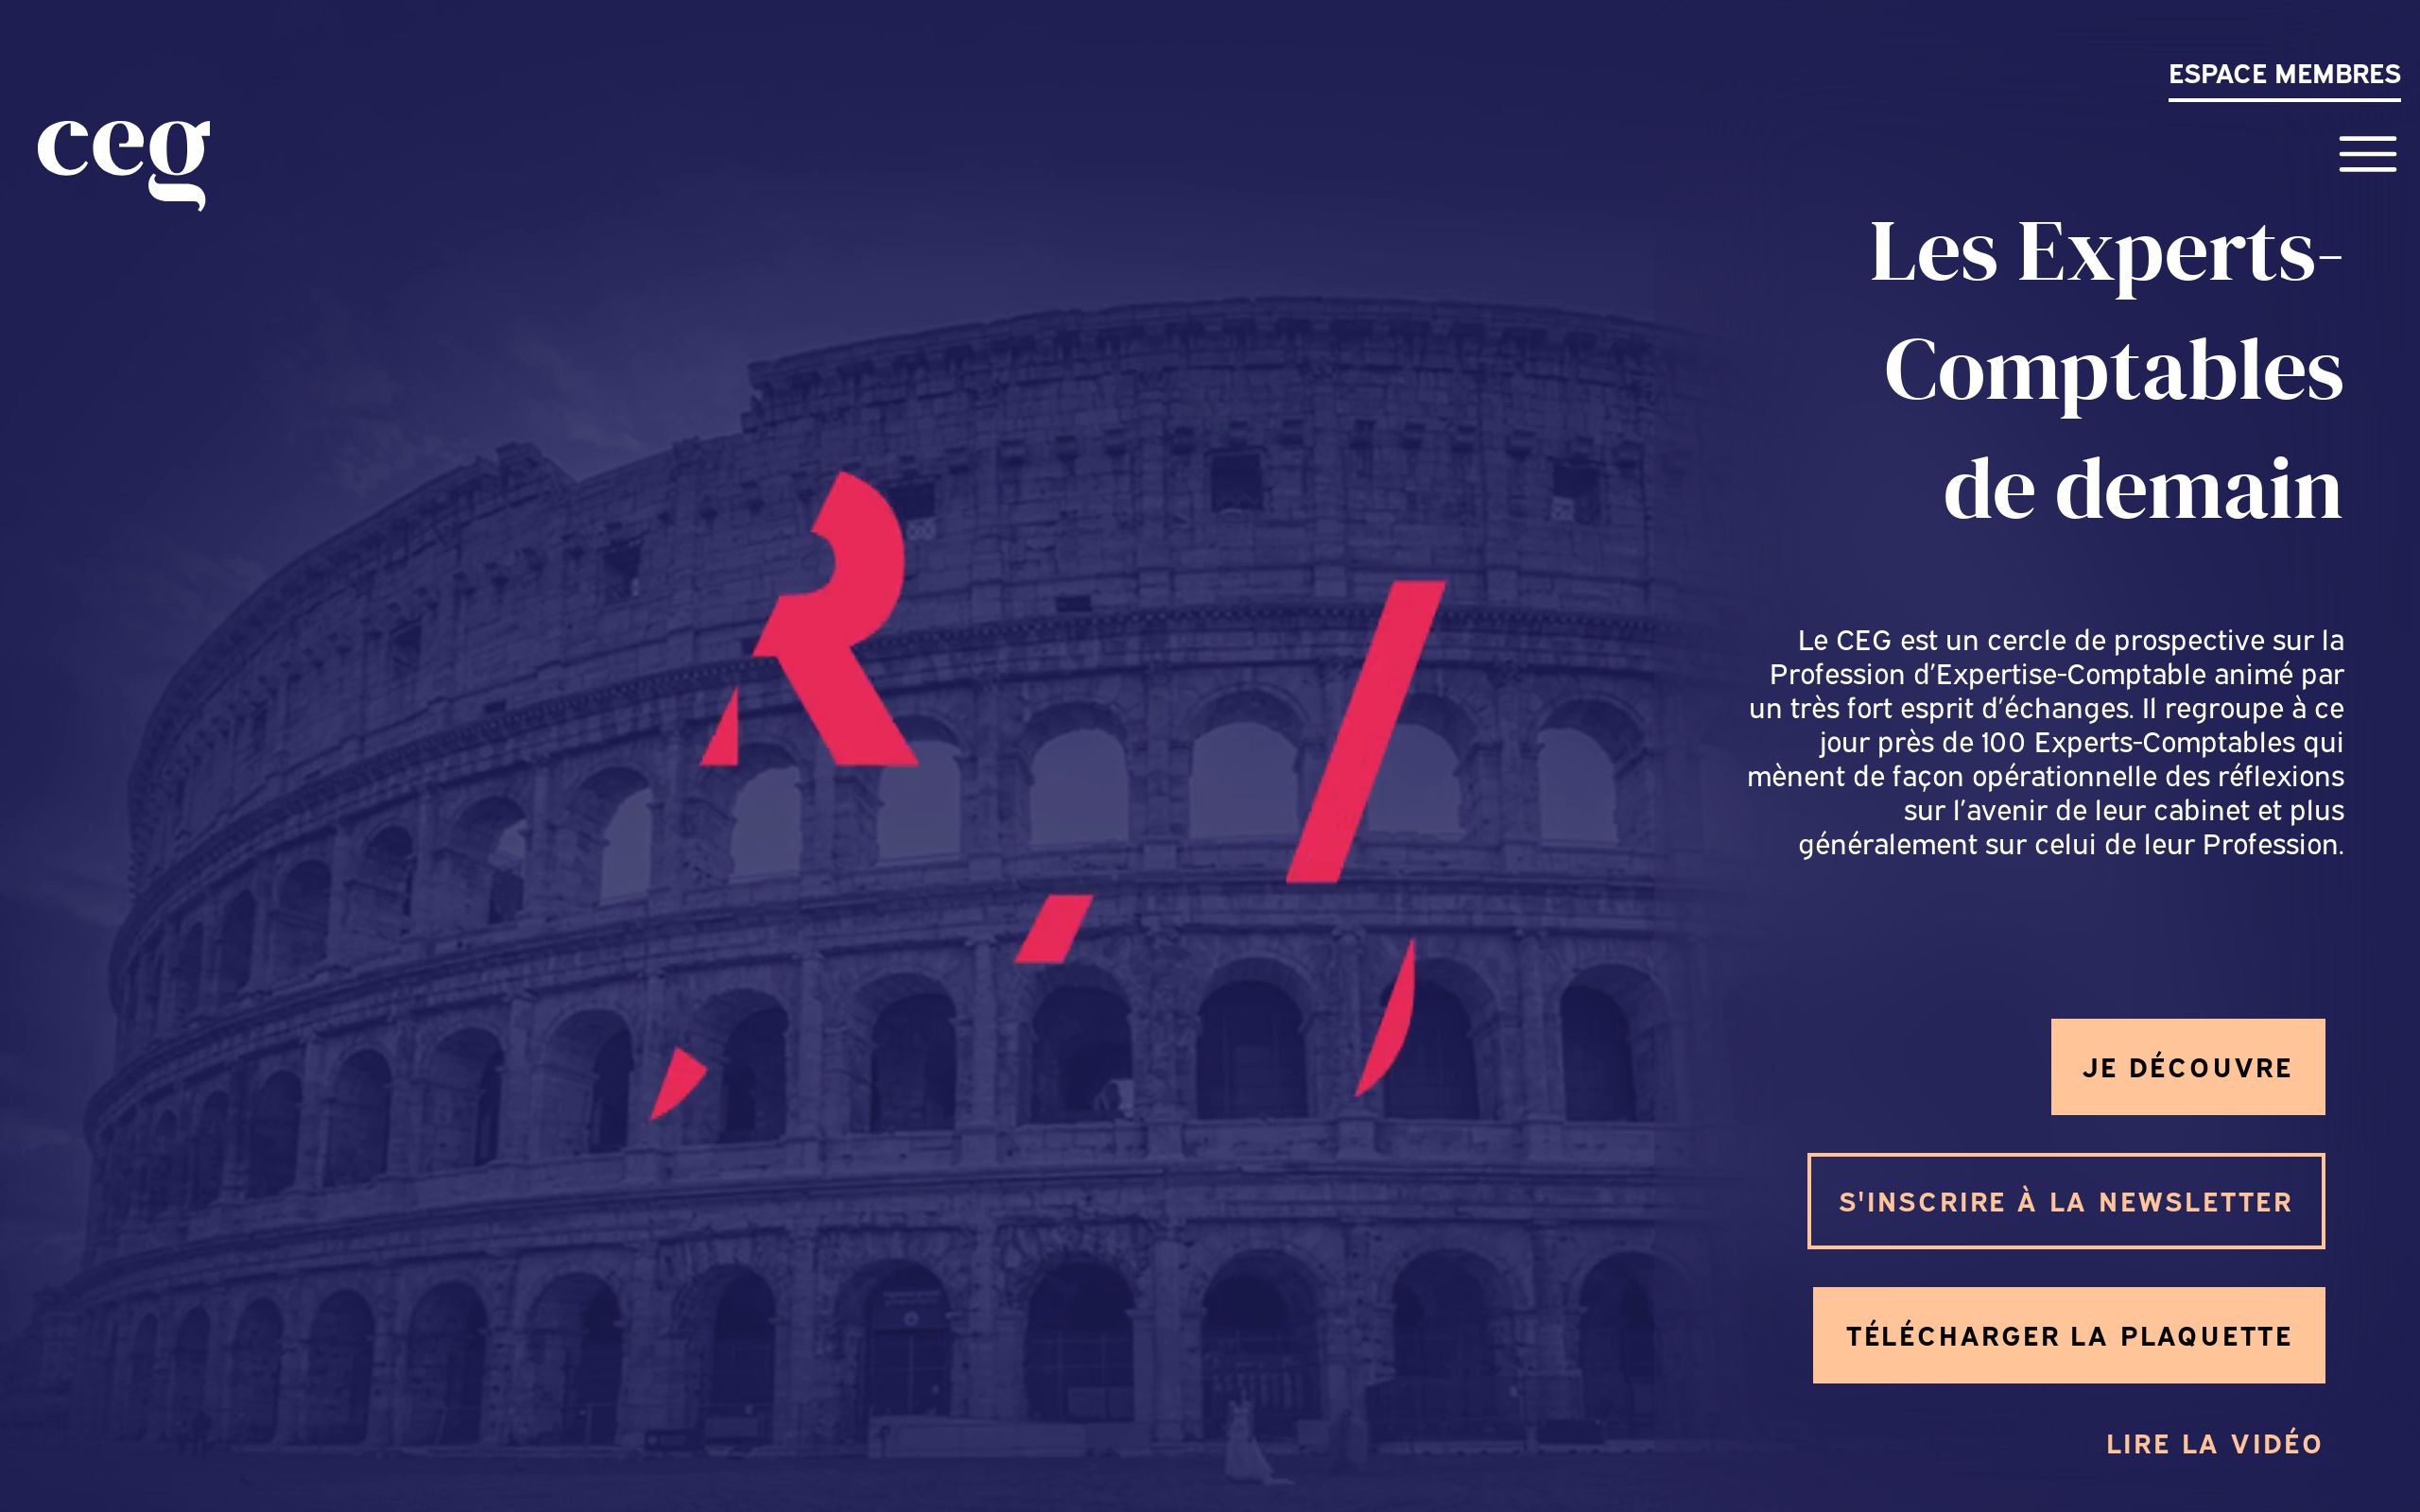 ESPACE MEMBRES
ceg
Les Experts-
Comptables
de demain
Le CEG est un cercle de prospective sur la
Profession d’Expertise-Comptable animé par
un très fort esprit d’échanges. Il regroupe à ce
jour près de 100 Experts-Comptables qui
mènent de façon opérationnelle des réflexions
sur l’avenir de leur cabinet et plus
généralement sur celui de leur Profession.
JE DÉCOUVRE
S'INSCRIRE À LA NEWSLETTER
TÉLÉCHARGER LA PLAQUETTE
LIRE LA VIDÉO